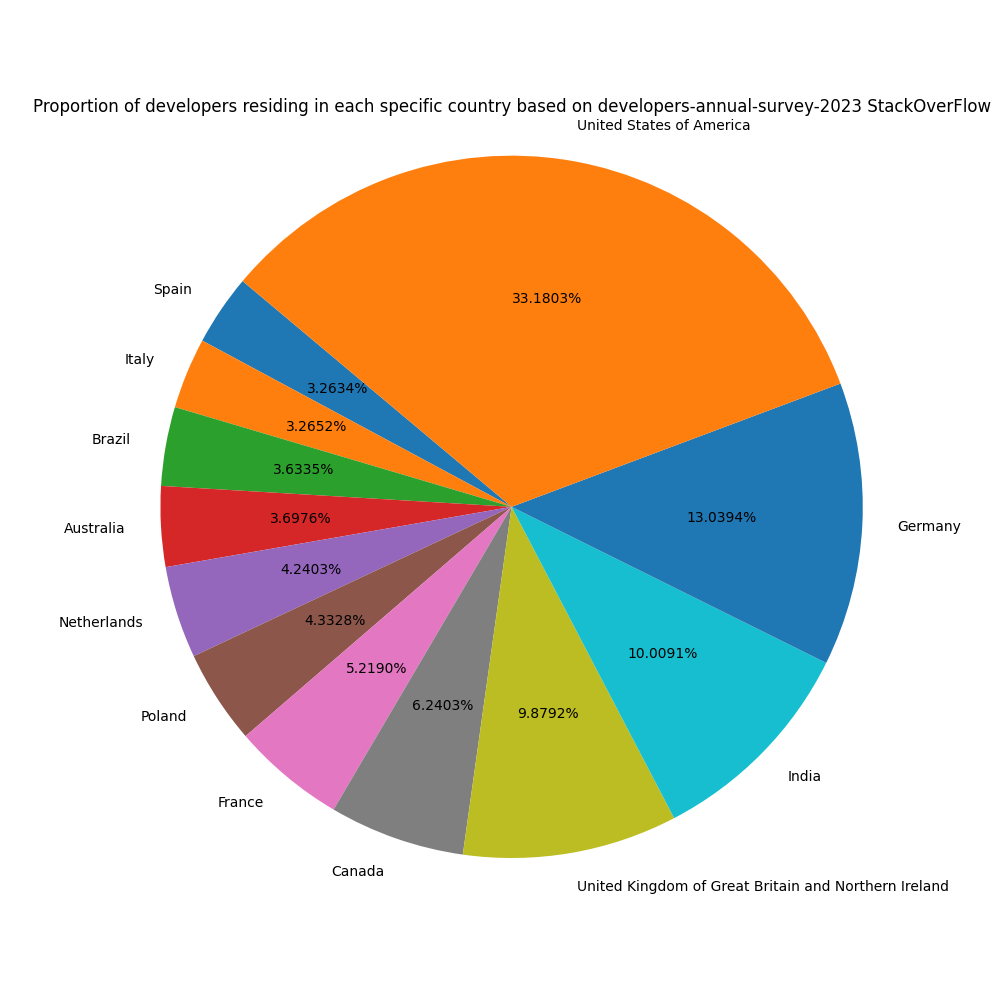 Proportion of developers residing in each specific country based on developers-annual-survey-2023 StackOverFlow
United States of America
33.1803%
Spain
3.2634%
Italy
3.2652%
Brazil
3.6335%
Australia
3.6976%
Netherlands
4.2403%
Poland
4.3328%
France
5.2190%
Canada
6.2403%
United Kingdom of Great Britain and Northern Ireland
9.8792%
India
10.0091%
Germany
13.0394%